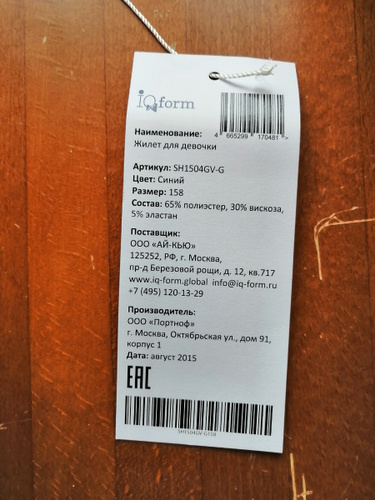 iQform
4 665299 170481 >
Наименование:
Жилет для девочки
Артикул: SH1504GV-G
Цвет: Синий
Размер: 158
Состав: 65% полиэстер, 30% вискоза,
5% эластан
Поставщик:
ООО «АЙ-КЬЮ»
125252, РФ, г. Москва,
пр-д Березовой рощи, д. 12, кв.717
www.iq-form.global info@iq-form.ru
+7 (495) 120-13-29
Производитель:
ООО «Портноф»
г. Москва, Октябрьская ул., дом 91,
корпус 1
Дата: август 2015
EAC